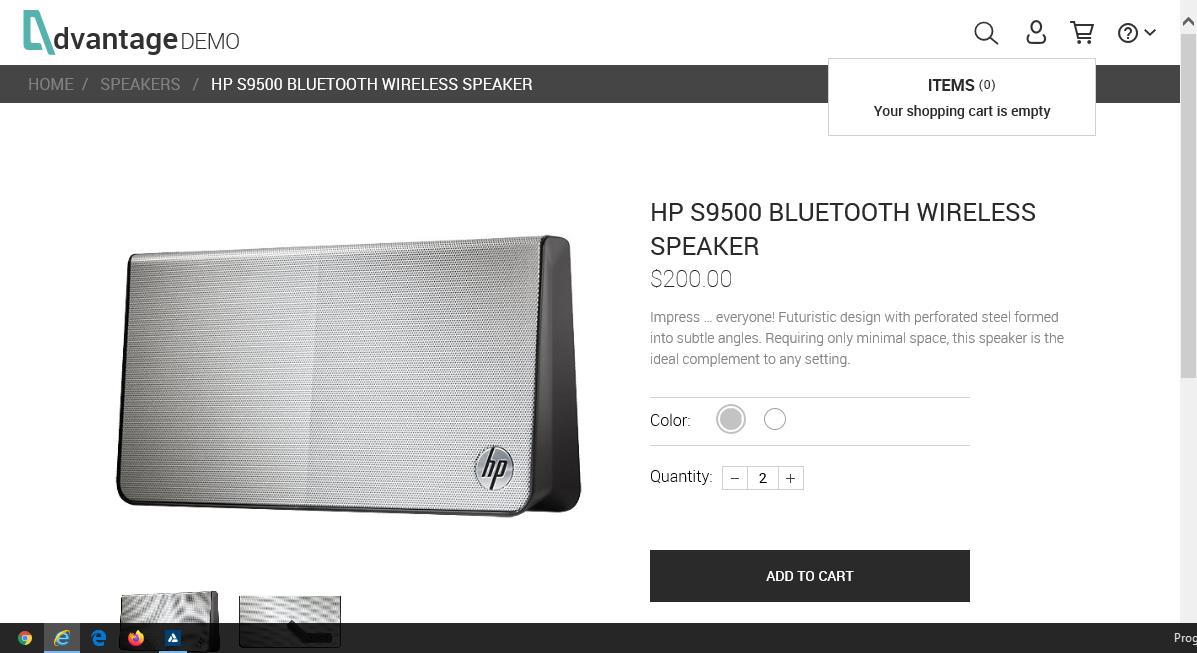 dvantage DEMO
HOME / SPEAKERS / HP S9500 BLUETOOTH WIRELESS SPEAKER
ITEMS (0)
Your shopping cart is empty
HP S9500 BLUETOOTH WIRELESS
SPEAKER
$200.00
Impress ... everyone! Futuristic design with perforated steel formed
into subtle angles. Requiring only minimal space, this speaker is the
ideal complement to any setting.
Color:
Quantity: − 2 +
hp
ADD TO CART
Prog